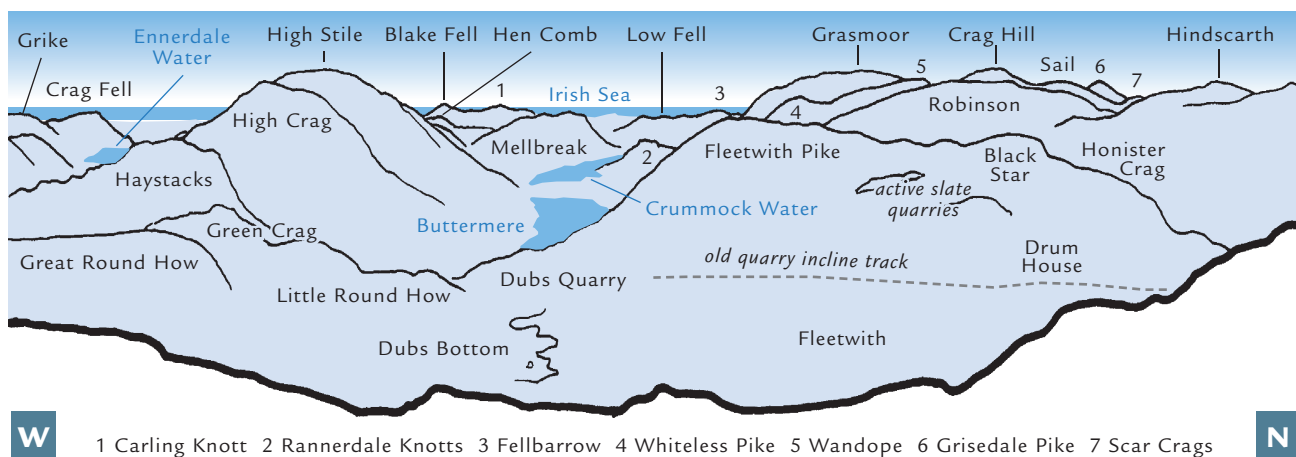 Grike
Ennerdale
Water
High Stile
Blake Fell
Hen Comb
Low Fell
Grasmoor
Crag Hill
Hindscarth
Crag Fell
1
Irish Sea
3
5
Sail
6
7
High Crag
Mellbreak
2
4
Robinson
Fleetwith Pike
Black
Star
Honister
Crag
Haystacks
active slate
quarries
Crummock Water
Buttermere
Green Crag
Great Round How
Little Round How
Dubs Quarry
old quarry incline track
Drum
House
Dubs Bottom
Fleetwith
W
1 Carling Knott 2 Rannerdale Knotts 3 Fellbarrow 4 Whiteless Pike 5 Wandope 6 Grisedale Pike 7 Scar Crags
N